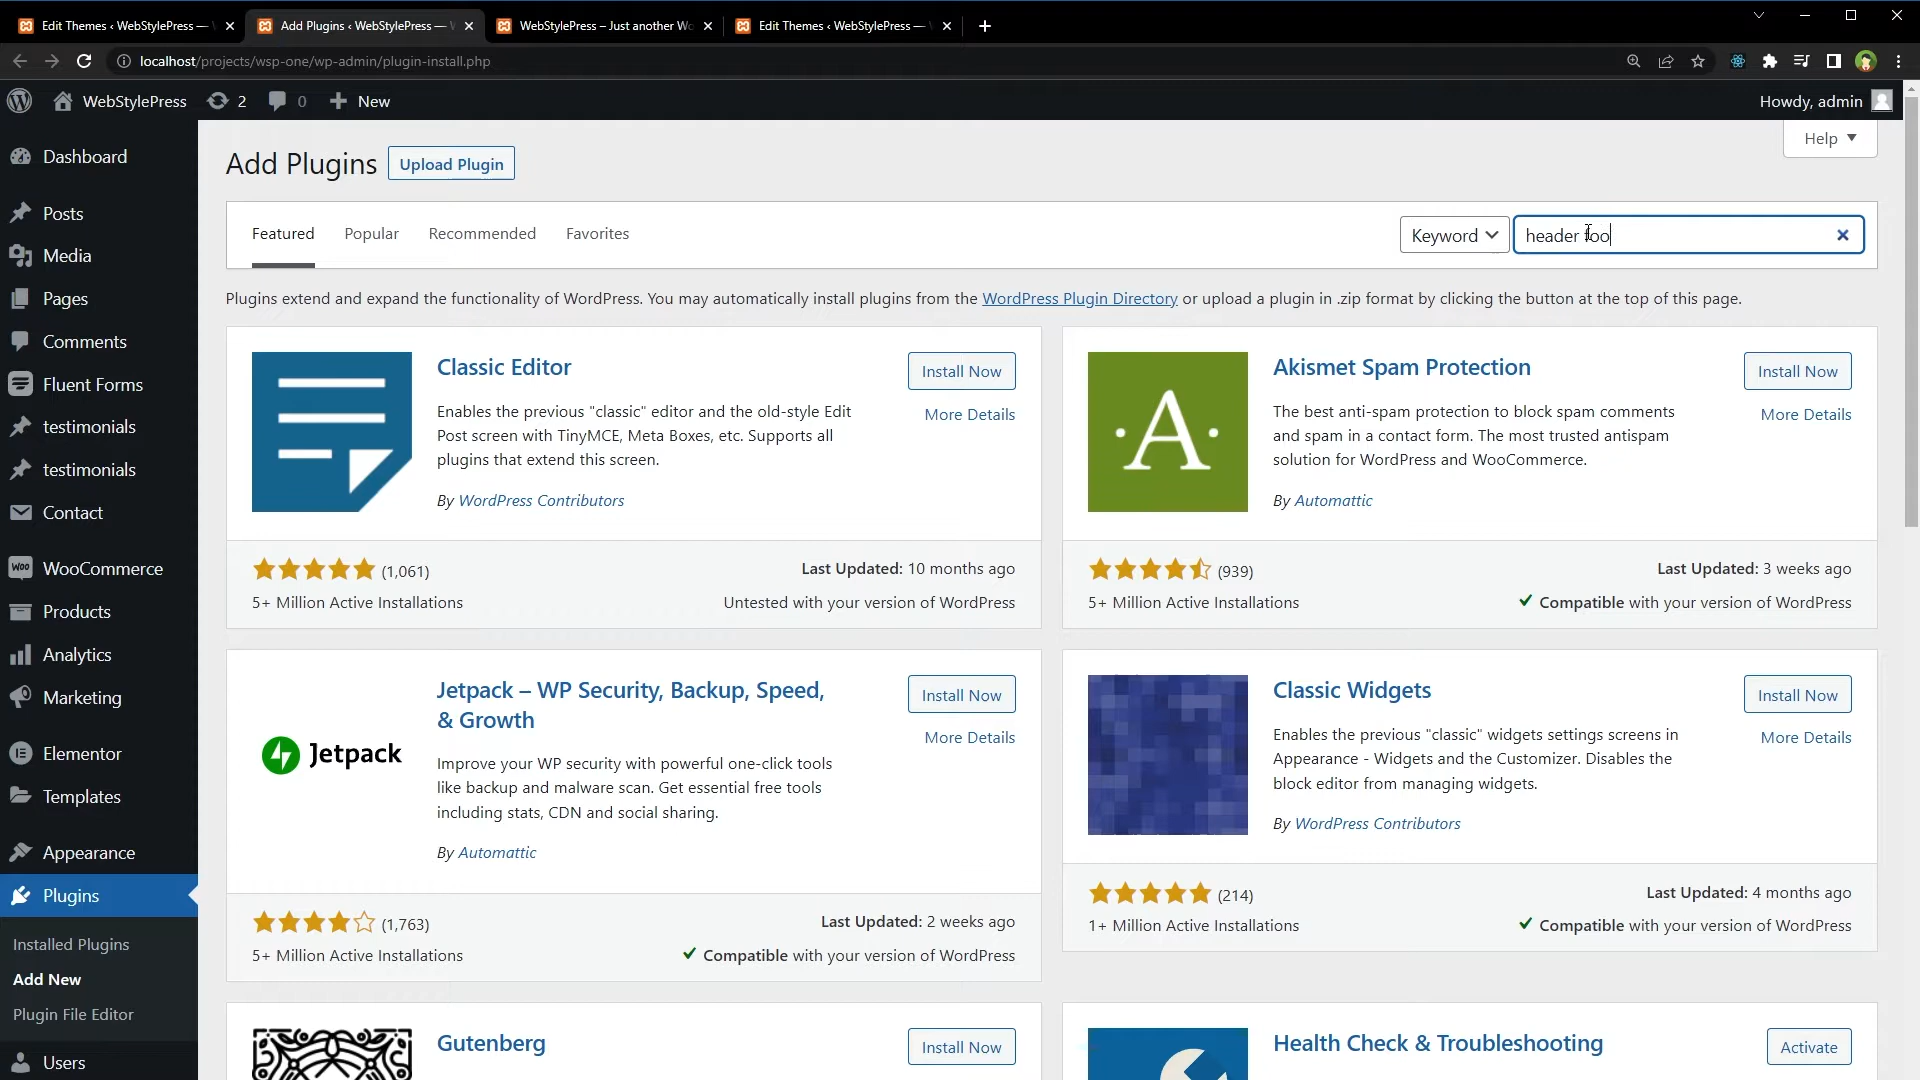 Edit Themes ‹ WebStylePress —
Add Plugins ‹ WebStylePress —
WebStylePress – Just another Wo
Edit Themes ‹ WebStylePress —
localhost/projects/wsp-one/wp-admin/plugin-install.php
WebStylePress
2
0
New
Howdy, admin
Dashboard
Posts
Media
Pages
Comments
Fluent Forms
testimonials
testimonials
Contact
Woo WooCommerce
Products
Analytics
Marketing
Elementor
Templates
Appearance
Plugins
Installed Plugins
Add New
Plugin File Editor
Users
Help
Add Plugins
Upload Plugin
Featured
Popular
Recommended
Favorites
Keyword
header foo
Plugins extend and expand the functionality of WordPress. You may automatically install plugins from the WordPress Plugin Directory or upload a plugin in .zip format by clicking the button at the top of this page.
Classic Editor
Install Now
More Details
Enables the previous "classic" editor and the old-style Edit
Post screen with TinyMCE, Meta Boxes, etc. Supports all
plugins that extend this screen.
By WordPress Contributors
(1,061)
Last Updated: 10 months ago
5+ Million Active Installations
Untested with your version of WordPress
Akismet Spam Protection
Install Now
More Details
The best anti-spam protection to block spam comments
and spam in a contact form. The most trusted antispam
solution for WordPress and WooCommerce.
By Automattic
·A·
(939)
Last Updated: 3 weeks ago
5+ Million Active Installations
Compatible with your version of WordPress
Jetpack
Jetpack – WP Security, Backup, Speed,
& Growth
Install Now
More Details
Improve your WP security with powerful one-click tools
like backup and malware scan. Get essential free tools
including stats, CDN and social sharing.
By Automattic
(1,763)
Last Updated: 2 weeks ago
5+ Million Active Installations
Compatible with your version of WordPress
Classic Widgets
Install Now
More Details
Enables the previous "classic" widgets settings screens in
Appearance - Widgets and the Customizer. Disables the
block editor from managing widgets.
By WordPress Contributors
(214)
Last Updated: 4 months ago
1+ Million Active Installations
Compatible with your version of WordPress
Gutenberg
Install Now
Health Check & Troubleshooting
Activate